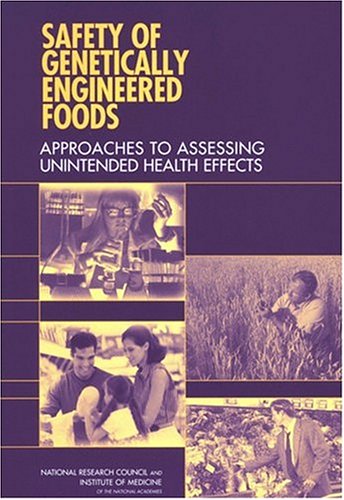 SAFETY OF
GENETICALLY
ENGINEERED
FOODS
APPROACHES TO ASSESSING
UNINTENDED HEALTH EFFECTS
NATIONAL RESEARCH COUNCIL AND
INSTITUTE OF MEDICINE
OF THE NATIONAL ACADEMIES